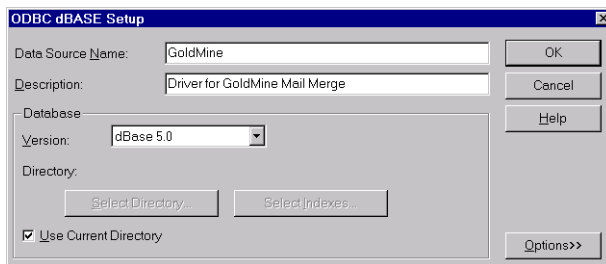 ODBC dBASE Setup
Data Source Name: GoldMine OK
Description: Driver for GoldMine Mail Merge Cancel
Database Help
Version: dBase 5.0
Directory:
Select Directory... Select Indexes...
Use Current Directory
Options>>